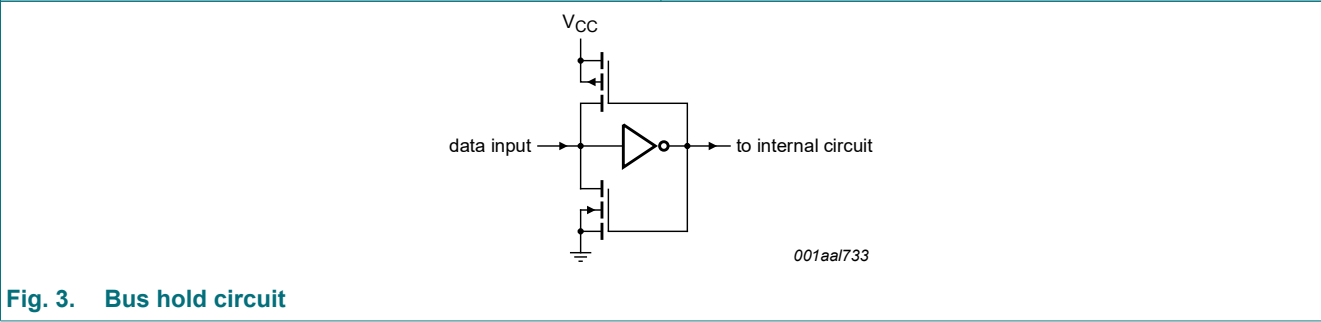 VCC
data input
to internal circuit
001aal733
Fig. 3. Bus hold circuit